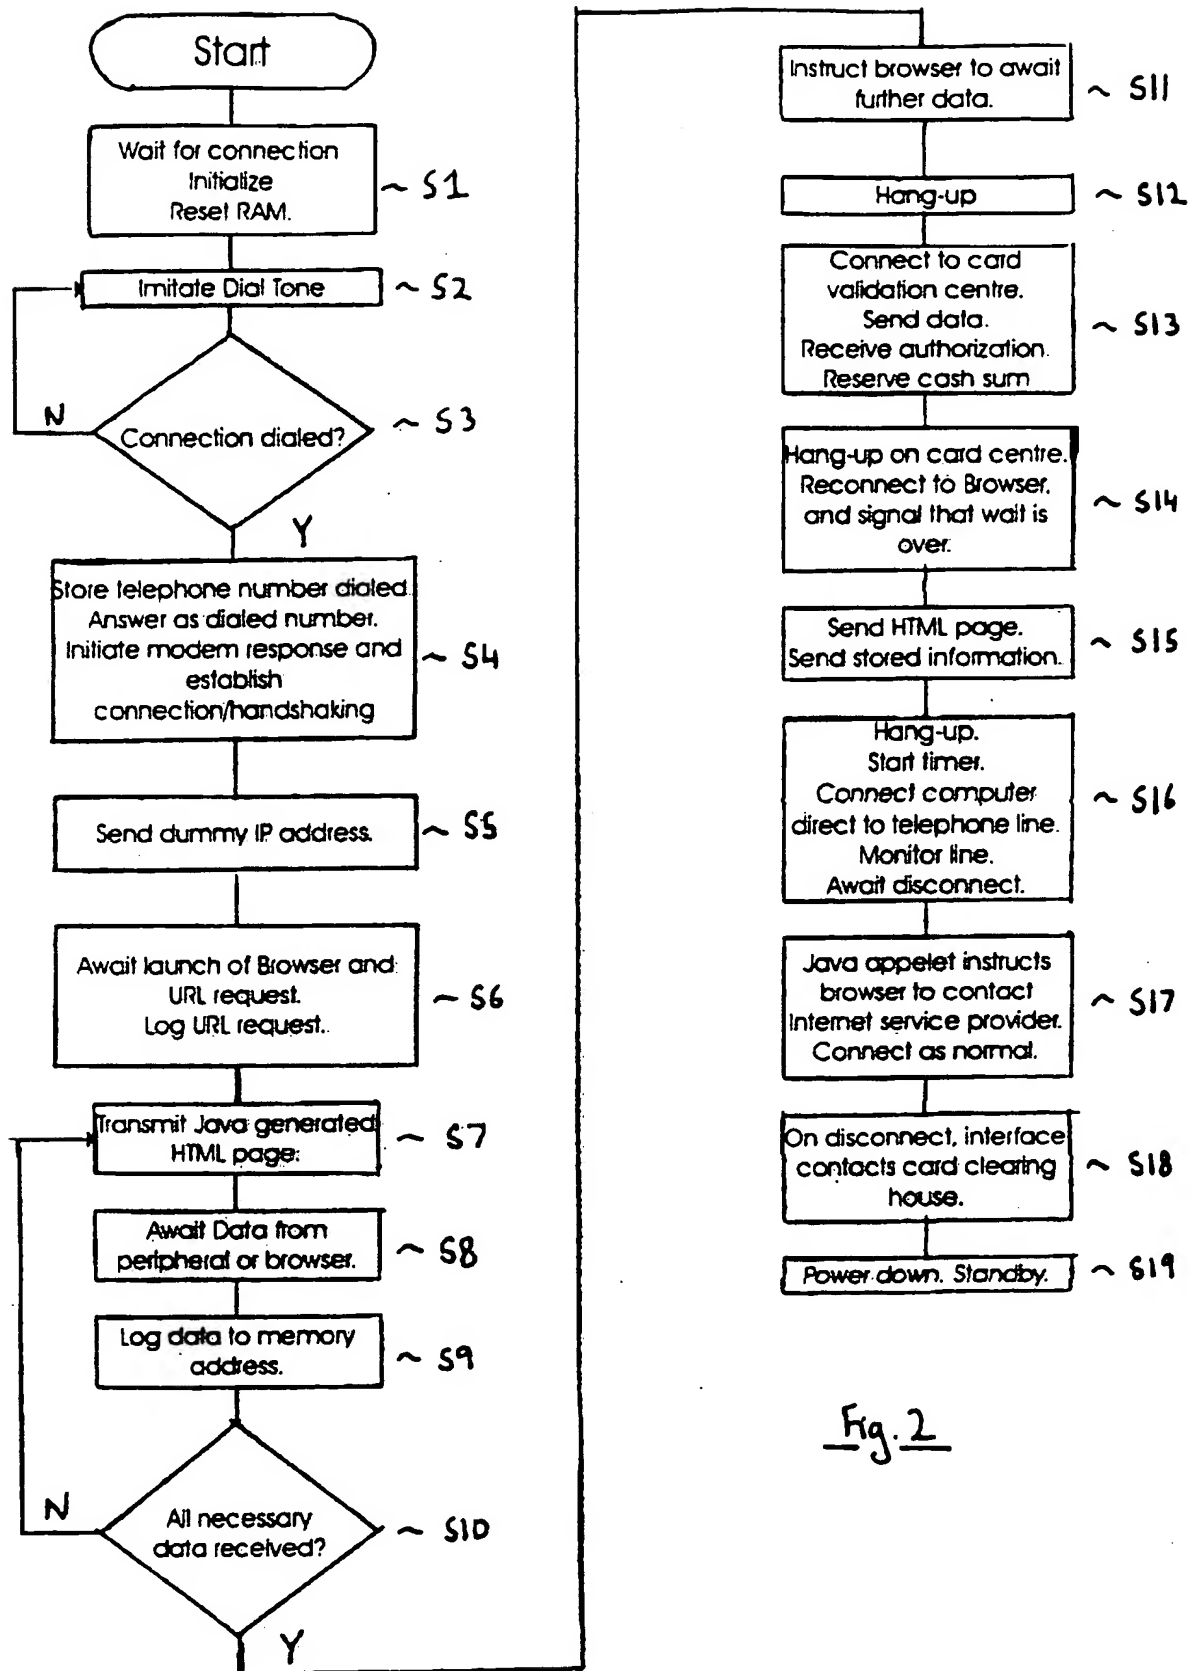 Start
Wait for connection
Initialize
Reset RAM.
~ S1
Imitate Dial Tone
~ S2
N
Connection dialed?
~ S3
Y
Store telephone number dialed
Answer as dialed number.
Initiate modem response and
establish
connection/handshaking
~ S4
Send dummy IP address.
~ S5
Await launch of Browser and
URL request.
Log URL request.
~ S6
Transmit Java generated
HTML page.
~ S7
Await Data from
peripheral or browser.
~ S8
Log data to memory
address.
~ S9
N
All necessary
data received?
~ S10
Y
Instruct browser to await
further data.
~ S11
Hang-up
~ S12
Connect to card
validation centre.
Send data.
Receive authorization.
Reserve cash sum
~ S13
Hang-up on card centre.
Reconnect to Browser,
and signal that wait is
over.
~ S14
Send HTML page.
Send stored information.
~ S15
Hang-up.
Start timer.
Connect computer
direct to telephone line.
Monitor line.
Await disconnect.
~ S16
Java appelet instructs
browser to contact
Internet service provider.
Connect as normal.
~ S17
On disconnect, interface
contacts card clearing
house.
~ S18
Power down. Standby.
~ S19
Fig. 2